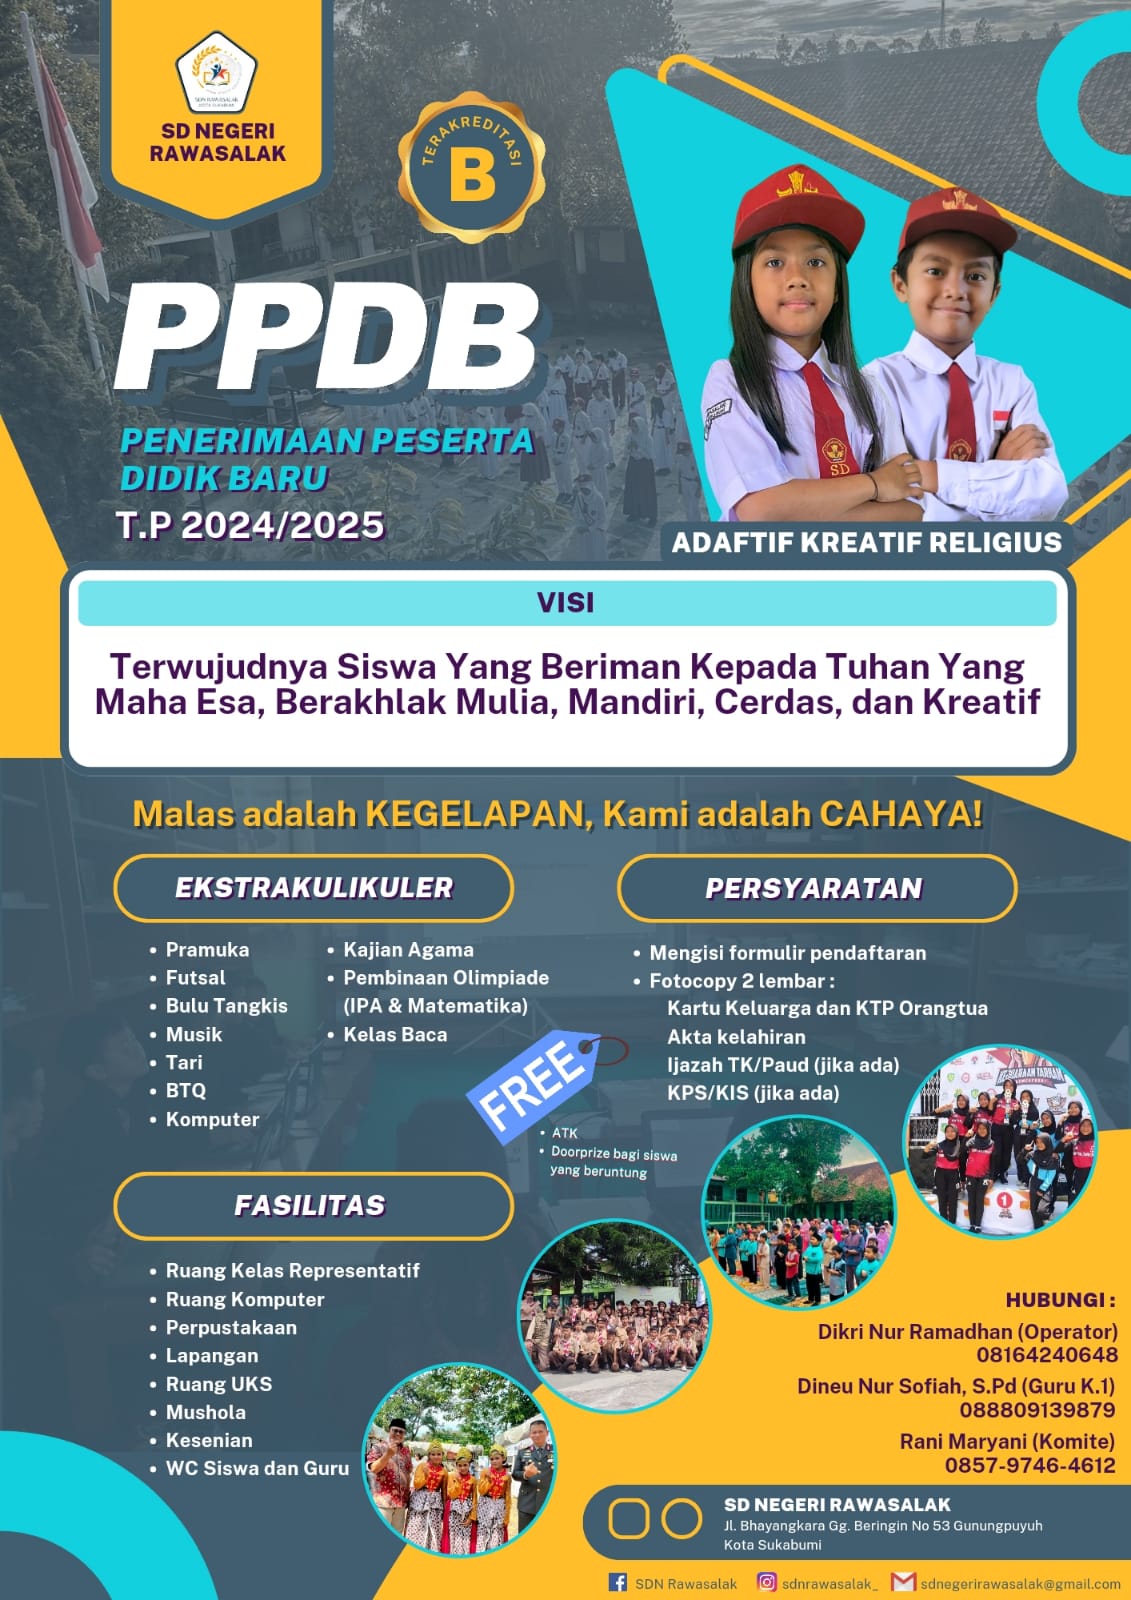 SDN RAWASALAK
KOTA SUKABUMI
SD NEGERI
RAWASALAK
TERAKREDITASI
B
PPDB
PENERIMAAN PESERTA
DIDIK BARU
T.P 2024/2025
SD
ADAFTIF KREATIF RELIGIUS
VISI
Terwujudnya Siswa Yang Beriman Kepada Tuhan Yang
Maha Esa, Berakhlak Mulia, Mandiri, Cerdas, dan Kreatif
Malas adalah KEGELAPAN, Kami adalah CAHAYA!
EKSTRAKULIKULER
• Pramuka
• Futsal
• Bulu Tangkis
• Musik
• Tari
• BTQ
• Komputer
• Kajian Agama
• Pembinaan Olimpiade
(IPA & Matematika)
• Kelas Baca
PERSYARATAN
• Mengisi formulir pendaftaran
• Fotocopy 2 lembar :
Kartu Keluarga dan KTP Orangtua
Akta kelahiran
Ijazah TK/Paud (jika ada)
KPS/KIS (jika ada)
FREE
• ATK
• Doorprize bagi siswa
yang beruntung
FASILITAS
• Ruang Kelas Representatif
• Ruang Komputer
• Perpustakaan
• Lapangan
• Ruang UKS
• Mushola
• Kesenian
• WC Siswa dan Guru
1
HUBUNGI :
Dikri Nur Ramadhan (Operator)
08164240648
Dineu Nur Sofiah, S.Pd (Guru K.1)
088809139879
Rani Maryani (Komite)
0857-9746-4612
SD NEGERI RAWASALAK
Jl. Bhayangkara Gg. Beringin No 53 Gunungpuyuh
Kota Sukabumi
SDN Rawasalak
sdnrawasalak_
sdnegerirawasalak@gmail.com